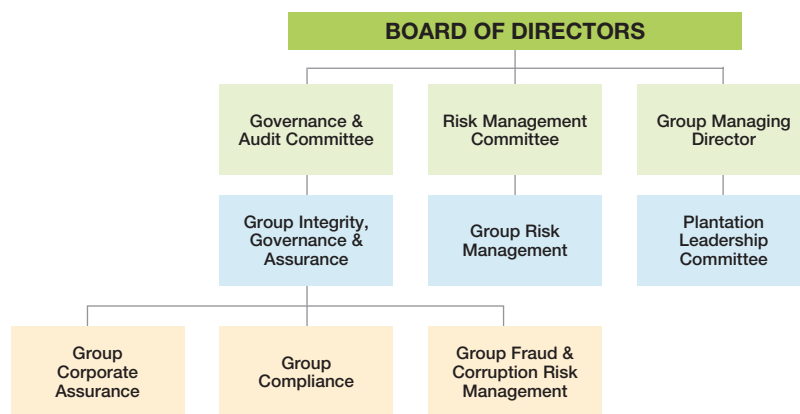 BOARD OF DIRECTORS
Governance &
Audit Committee
Risk Management
Committee
Group Managing
Director
Group Integrity,
Governance &
Assurance
Group Risk
Management
Plantation
Leadership
Committee
Group
Corporate
Assurance
Group
Compliance
Group Fraud &
Corruption Risk
Management